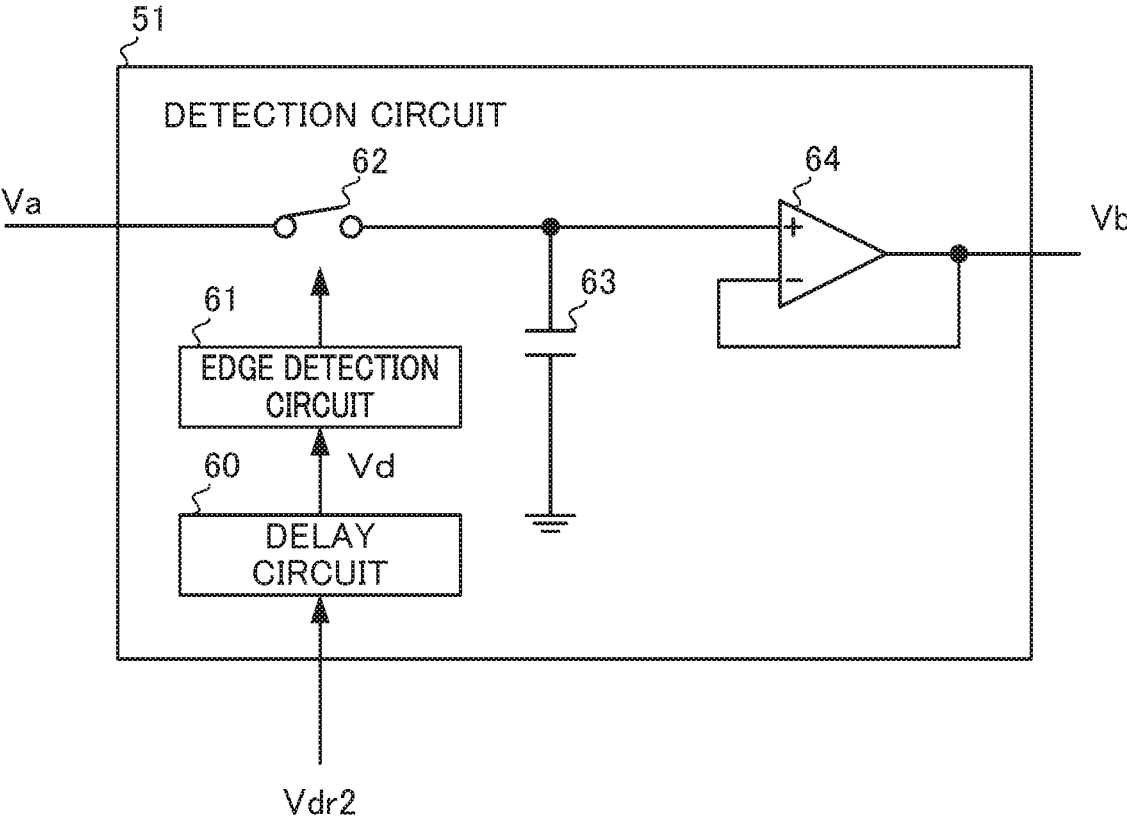 51
DETECTION CIRCUIT
62
64
Va
Vb
+
−
63
61
EDGE DETECTION
CIRCUIT
Vd
60
DELAY
CIRCUIT
Vdr2